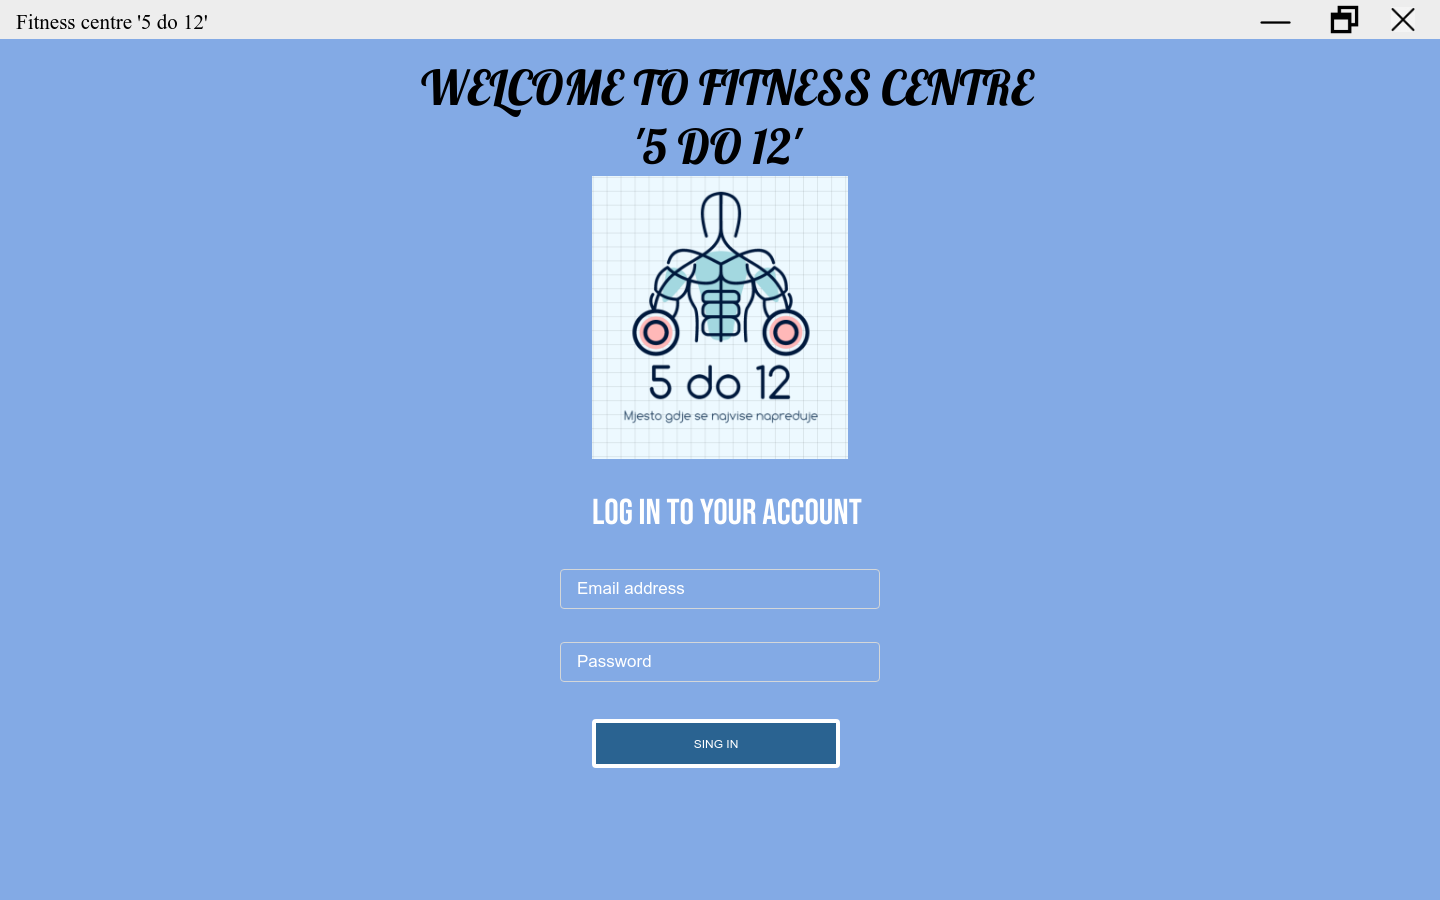 Fitness centre '5 do 12'
WELCOME TO FITNESS CENTRE
'5 DO 12'
5 do 12
Mjesto gdje se najvise napreduje
LOG IN TO YOUR ACCOUNT
Email address
Password
SING IN